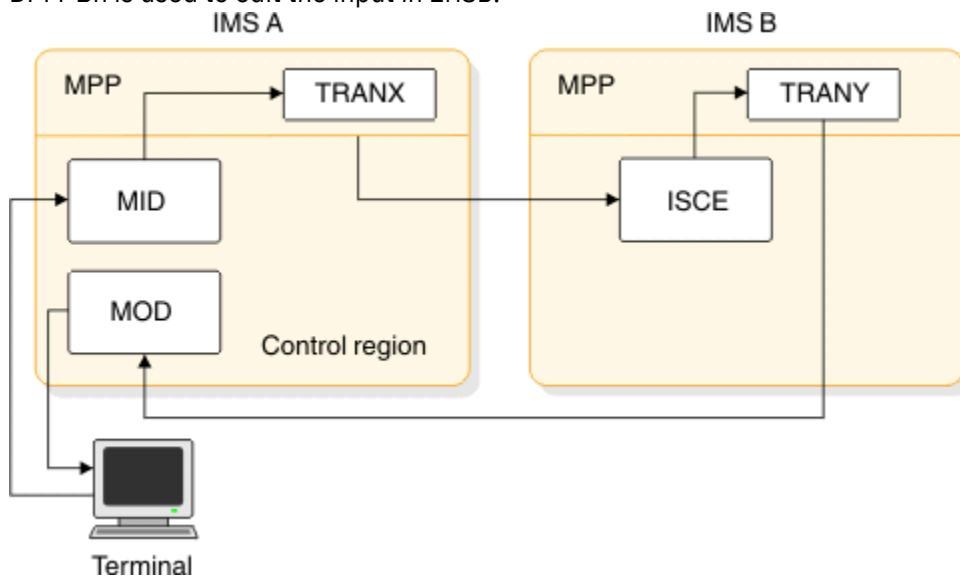 IMS A
IMS B
MPP
TRANX
MPP
TRANY
MID
ISCE
MOD
Control region
Terminal